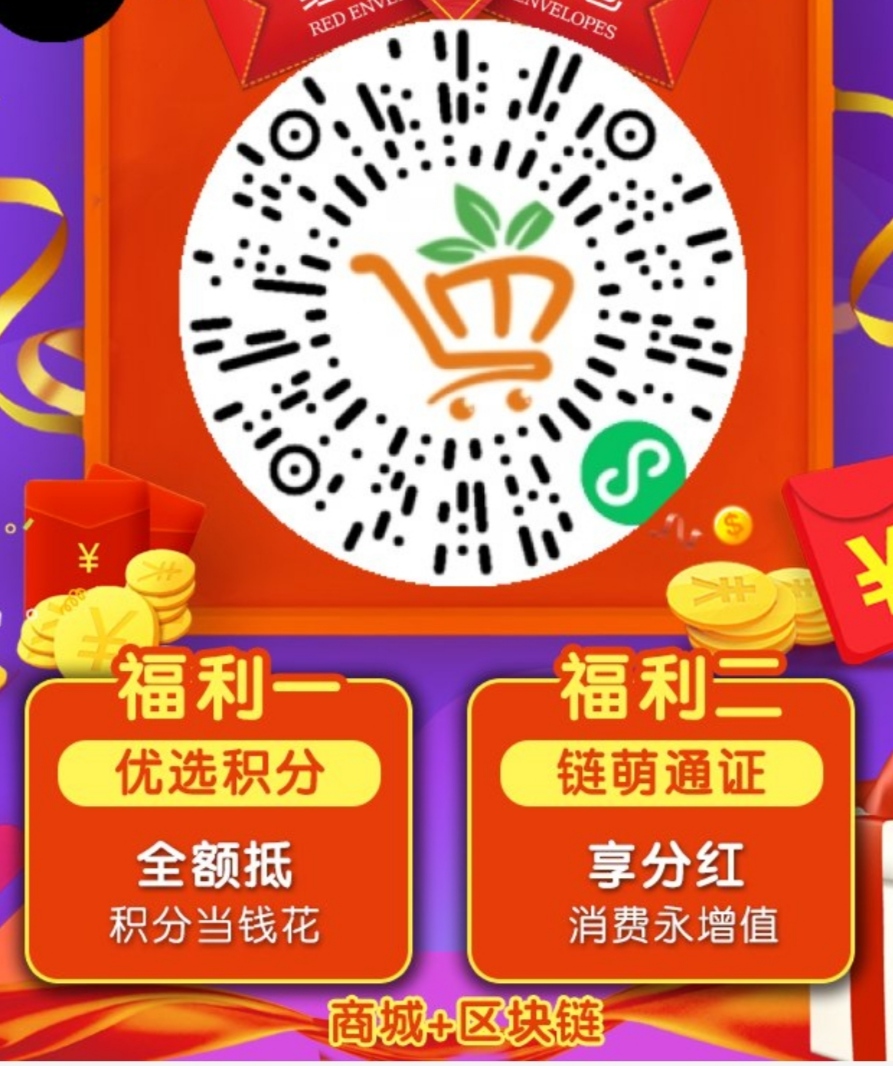 RED ENVELOPES
福利一
优选积分
全额抵
积分当钱花
福利二
链萌通证
享分红
消费永增值
商城+区块链